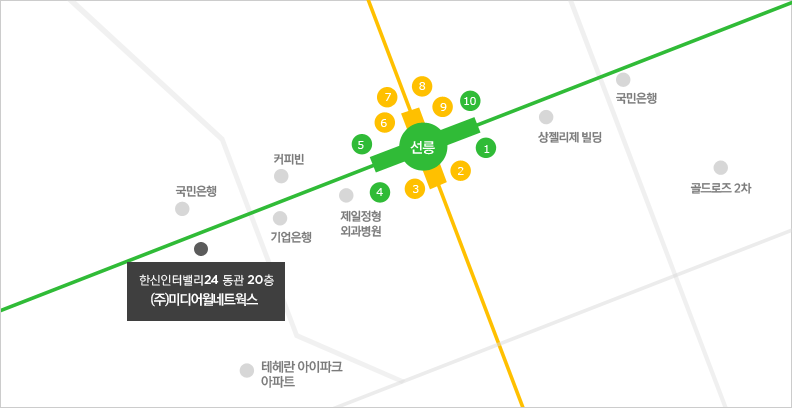 8
7
9
10
국민은행
6
상젤리제 빌딩
5
선릉
1
커피빈
2
골드로즈 2차
국민은행
4
3
제일정형
외과병원
기업은행
한신인터밸리24 동관 20층
(주)미디어월네트웍스
테헤란 아이파크
아파트